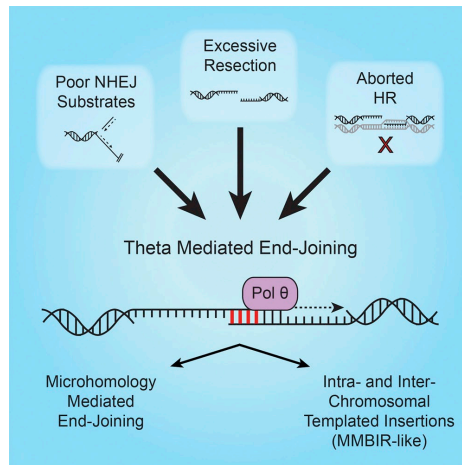 Poor NHEJ
Substrates
Excessive
Resection
Aborted
HR
X
Theta Mediated End-Joining
Pol θ
Microhomology
Mediated
End-Joining
Intra- and Inter-
Chromosomal
Templated Insertions
(MMBIR-like)